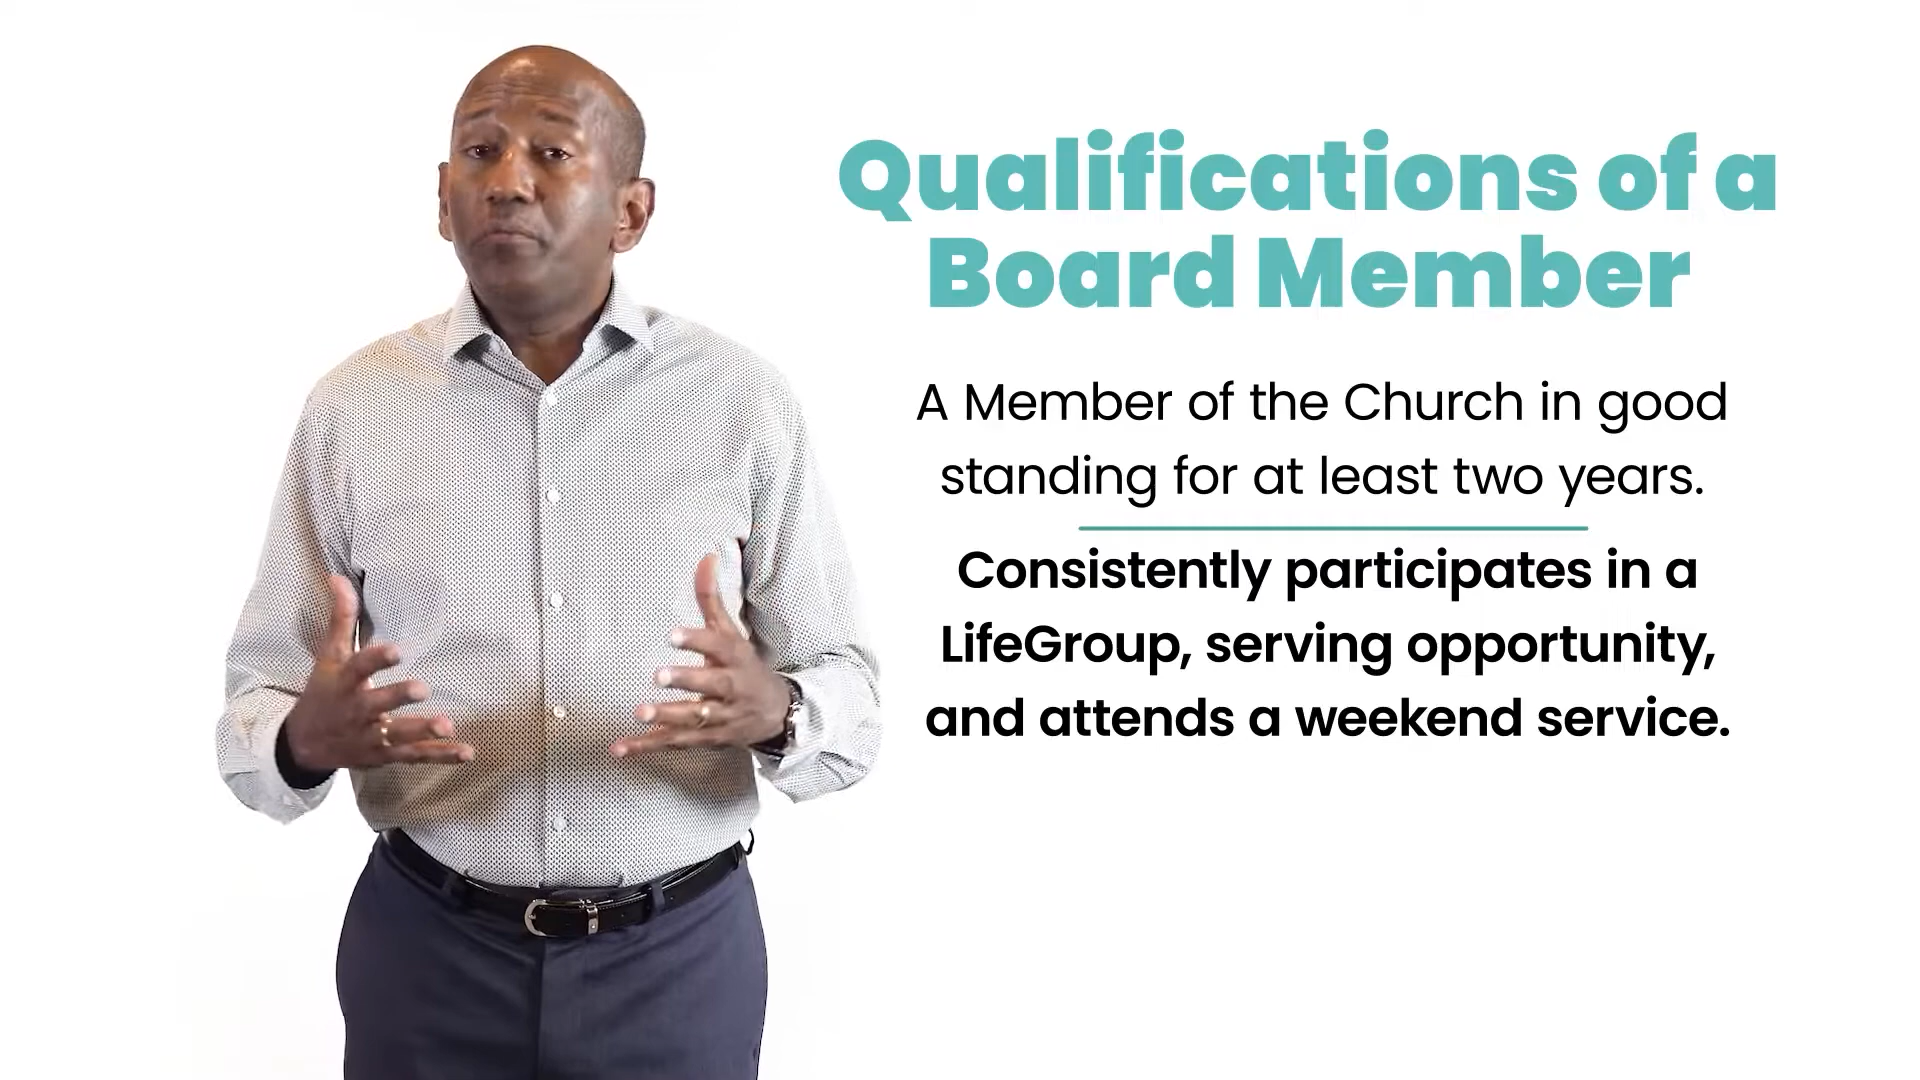 Qualifications of a
Board Member
A Member of the Church in good
standing for at least two years.
Consistently participates in a
LifeGroup, serving opportunity,
and attends a weekend service.